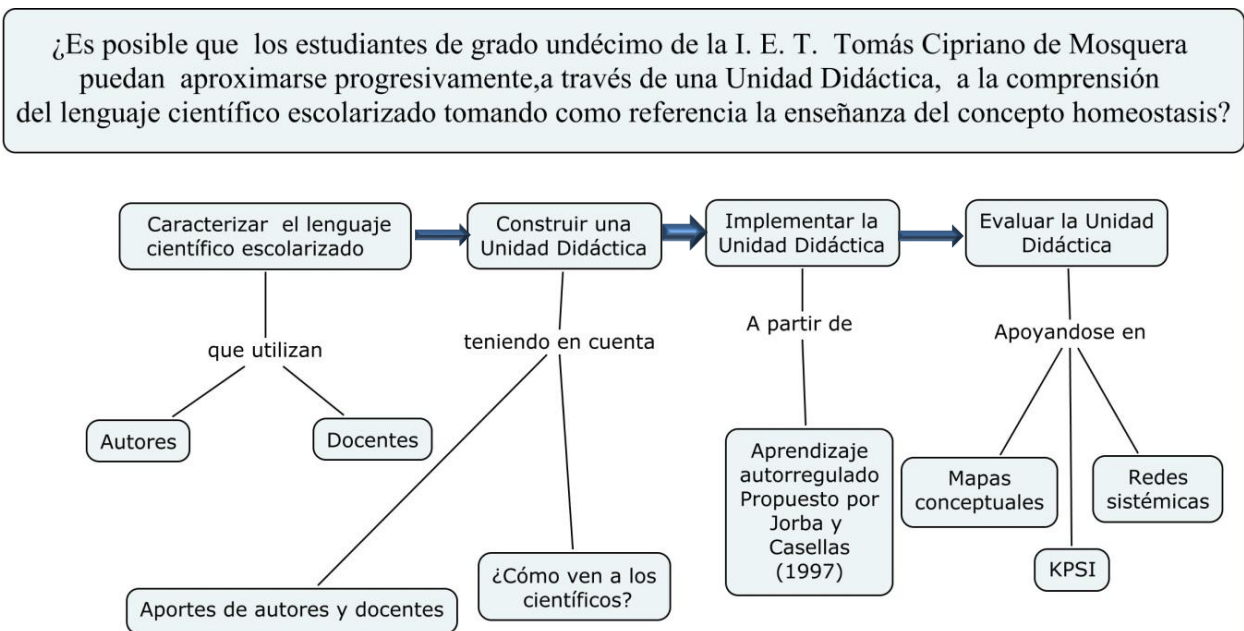 ¿Es posible que los estudiantes de grado undécimo de la I. E. T. Tomás Cipriano de Mosquera
puedan aproximarse progresivamente,a través de una Unidad Didáctica, a la comprensión
del lenguaje científico escolarizado tomando como referencia la enseñanza del concepto homeostasis?
Caracterizar el lenguaje
científico escolarizado
Construir una
Unidad Didáctica
Implementar la
Unidad Didáctica
Evaluar la Unidad
Didáctica
que utilizan
teniendo en cuenta
A partir de
Apoyandose en
Autores
Docentes
Aportes de autores y docentes
¿Cómo ven a los
científicos?
Aprendizaje
autorregulado
Propuesto por
Jorba y
Casellas
(1997)
Mapas
conceptuales
KPSI
Redes
sistémicas